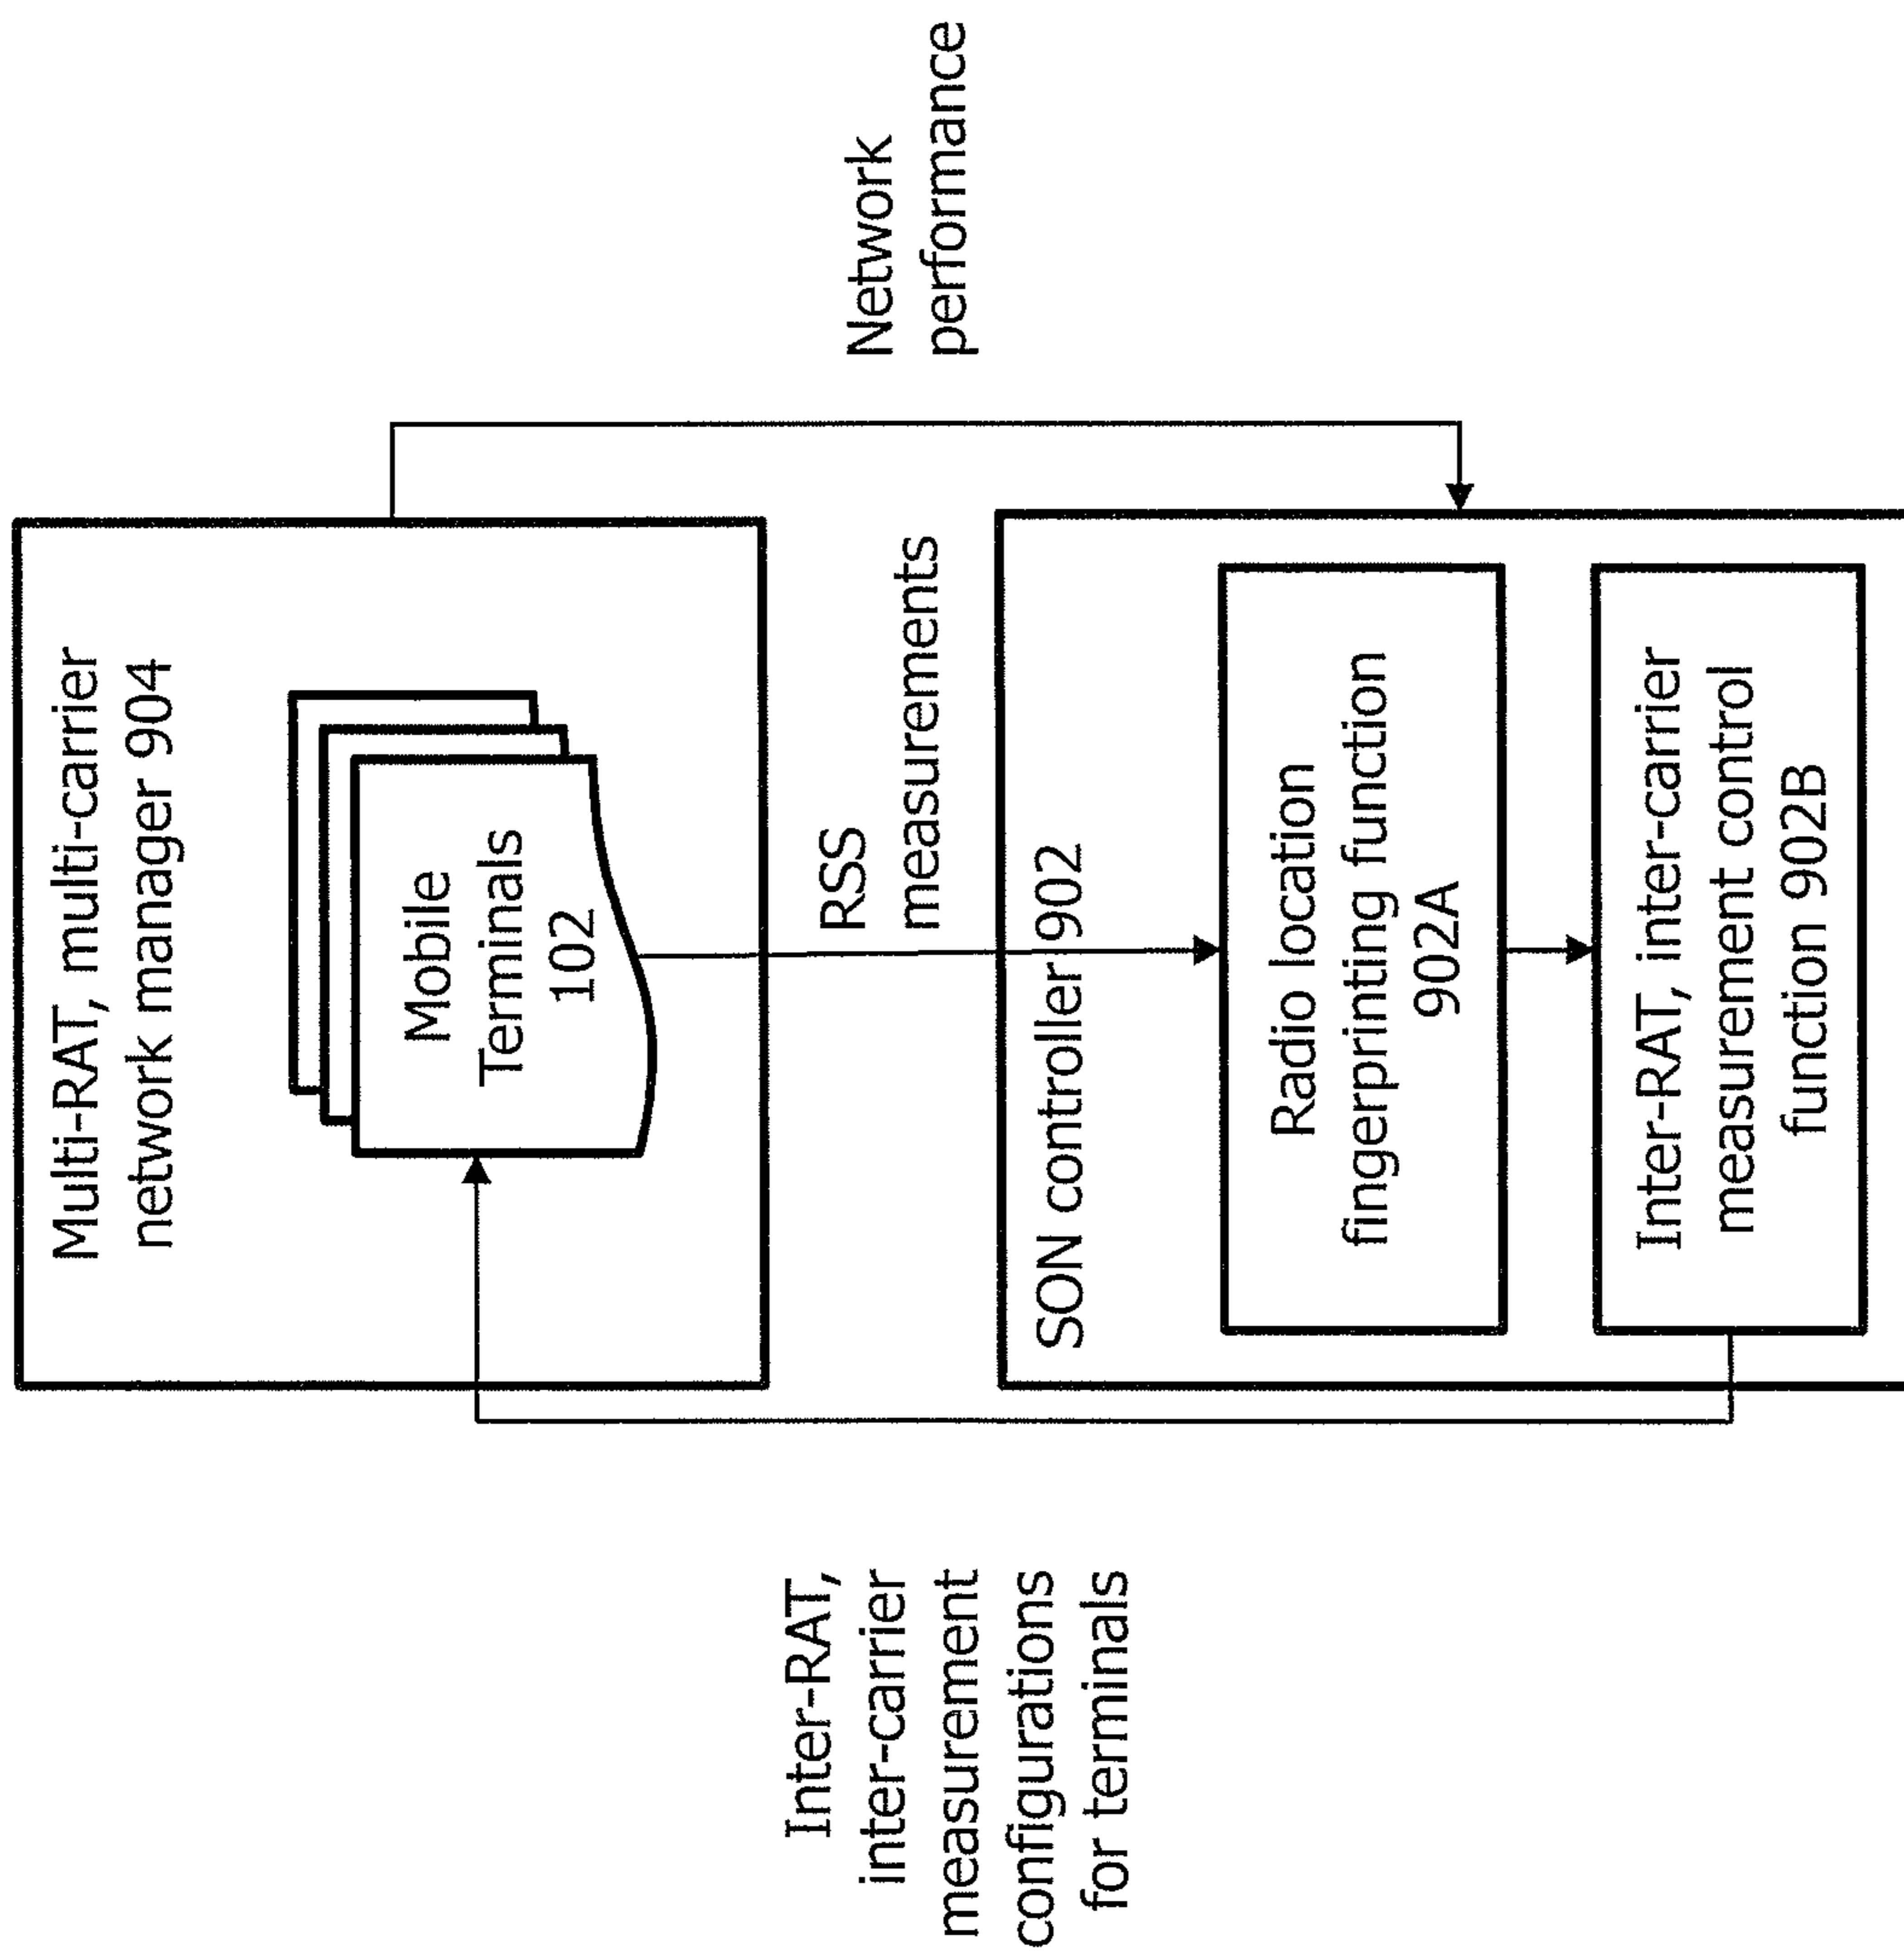 Multi-RAT, multi-carrier
network manager 904
Mobile
Terminals
102
Network
performance
RSS
measurements
Inter-RAT,
inter-carrier
measurement
configurations
for terminals
SON controller 902
Radio location
fingerprinting function
902A
Inter-RAT, inter-carrier
measurement control
function 902B